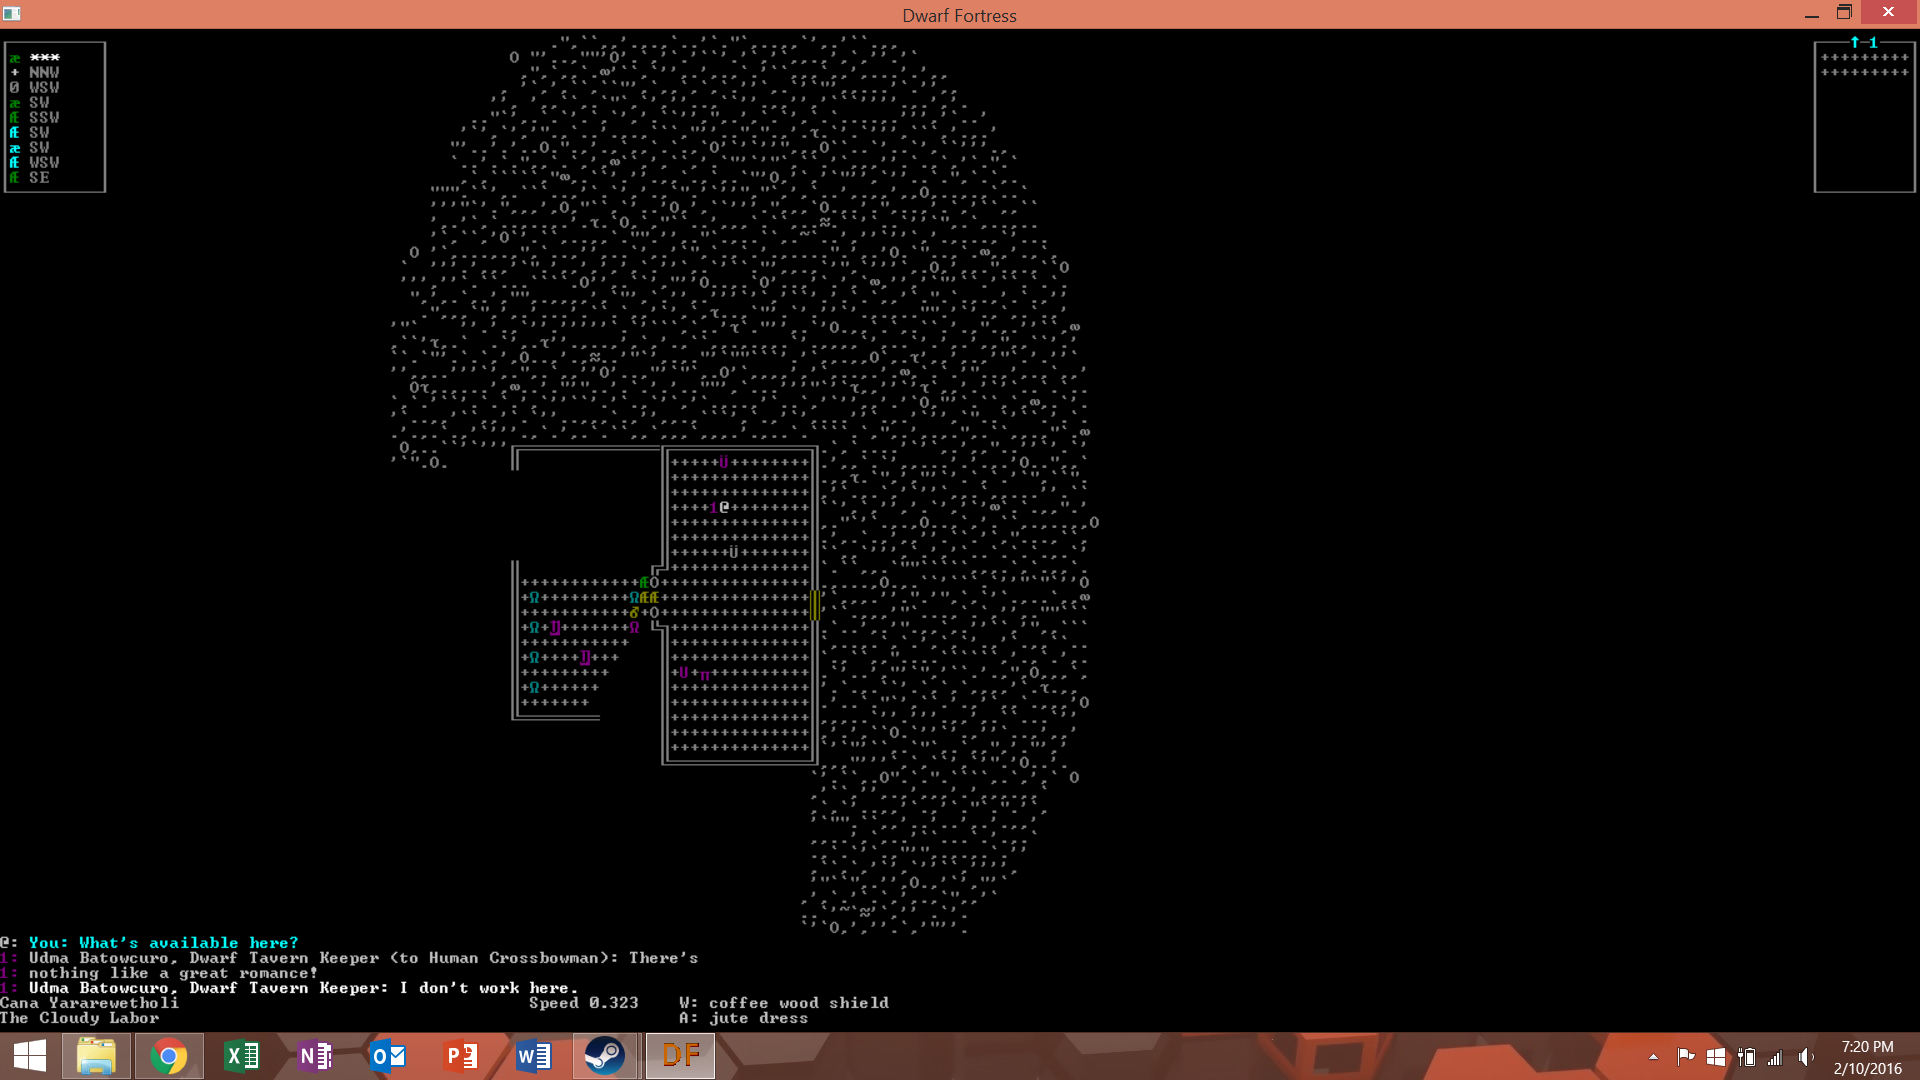 Dwarf Fortress
æ ***
+ NNW
0 WSW
æ SW
Æ SSW
Æ SW
æ SW
Æ WSW
Æ SE
↑ 1
@: You: What's available here?
1: Udma Batowcuro, Dwarf Tavern Keeper (to Human Crossbowman): There's
1: nothing like a great romance!
1: Udma Batowcuro, Dwarf Tavern Keeper: I don't work here.
Cana Yararewetholi Speed 0.323 W: coffee wood shield
The Cloudy Labor A: jute dress
DF
7:20 PM
2/10/2016